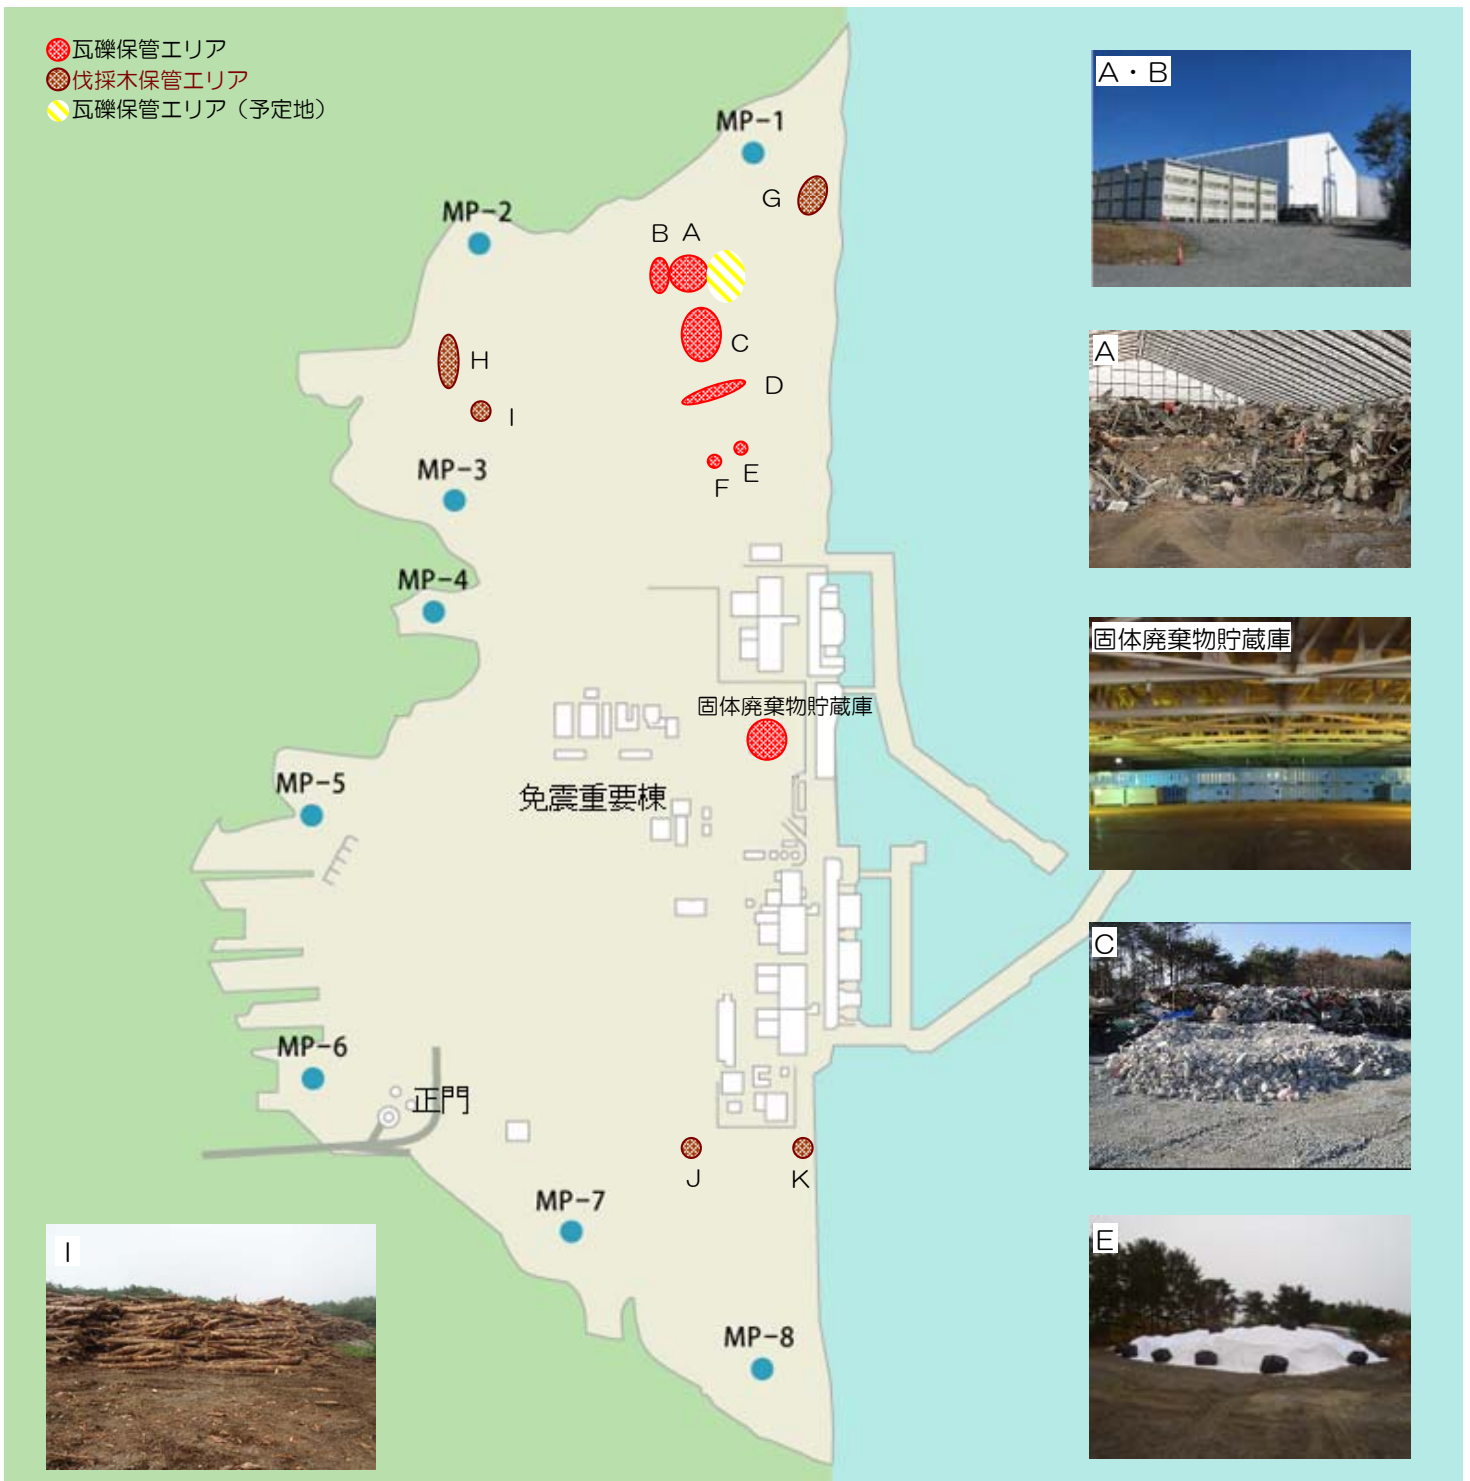 瓦礫保管エリア
伐採木保管エリア
瓦礫保管エリア（予定地）
A・B
MP-1
G
MP-2
B
A
C
H
D
I
A
MP-3
E
F
MP-4
固体廃棄物貯蔵庫
固体廃棄物貯蔵庫
MP-5
免震重要棟
C
MP-6
正門
J
K
MP-7
I
E
MP-8